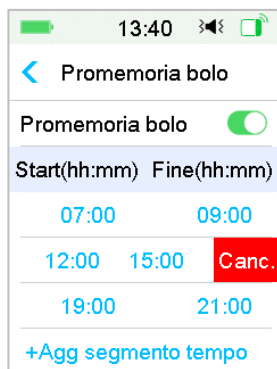 13:40
Promemoria bolo
Promemoria bolo
Start(hh:mm) Fine(hh:mm)
07:00 09:00
12:00 15:00 Canc.
19:00 21:00
+Agg segmento tempo